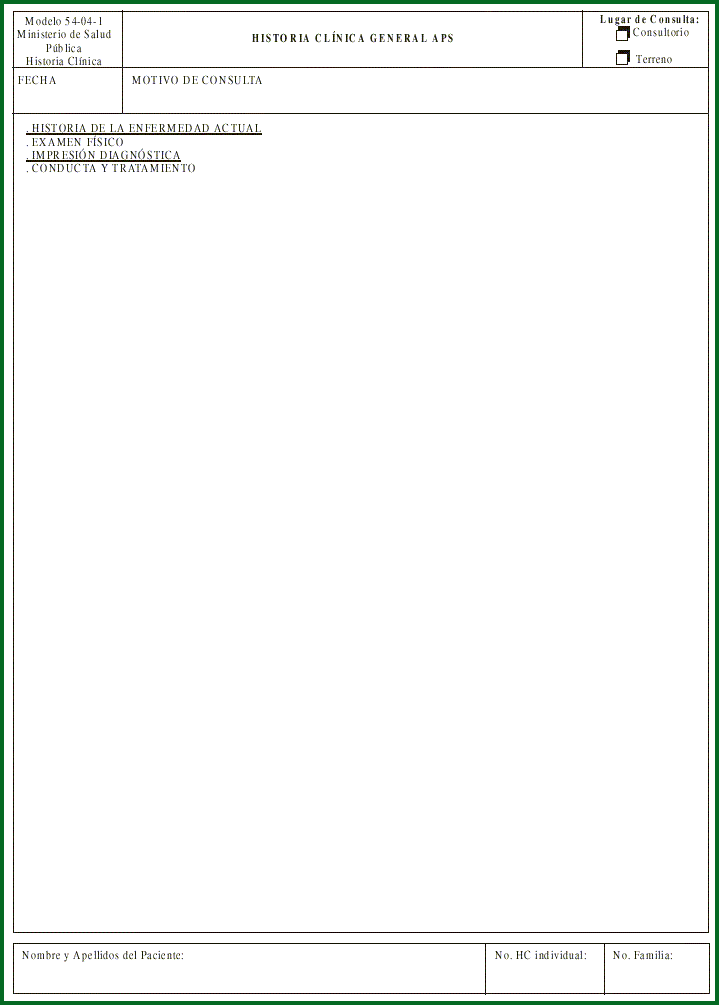 Modelo 54-04-1
Ministerio de Salud
Pública
Historia Clínica
HISTORIA CLÍNICA GENERAL APS
Lugar de Consulta:
Consultorio
Terreno
FECHA
MOTIVO DE CONSULTA
. HISTORIA DE LA ENFERMEDAD ACTUAL
. EXAMEN FÍSICO
. IMPRESIÓN DIAGNÓSTICA
. CONDUCTA Y TRATAMIENTO
Nombre y Apellidos del Paciente:
No. HC individual:
No. Familia: